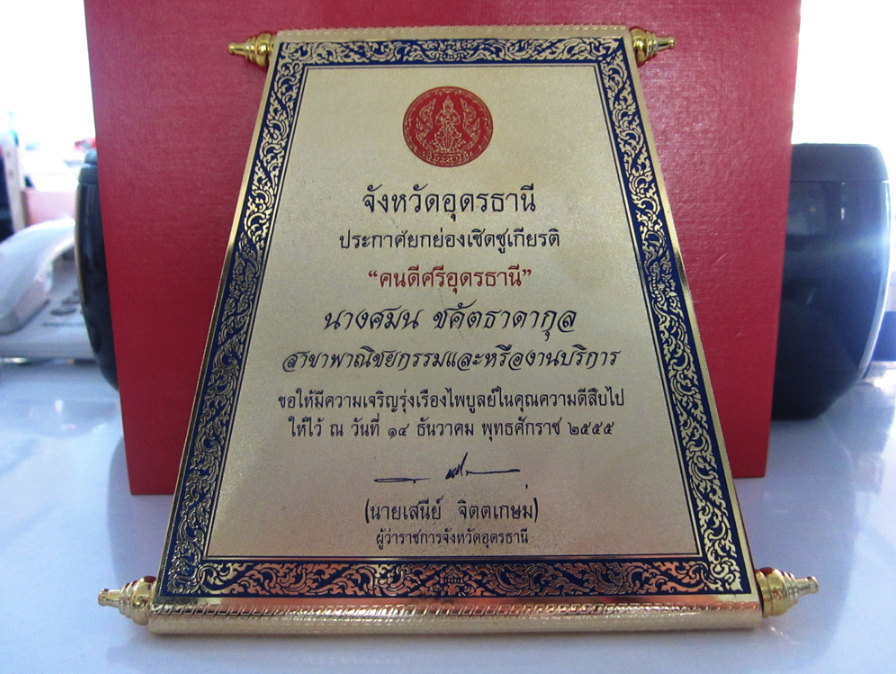 จังหวัดอุดรธานี
ประกาศยกย่องเชิดชูเกียรติ
“คนดีศรีอุดรธานี”
นางศมน ชคัตธาดากุล
สาขาพาณิชยกรรมและหรืองานบริการ
ขอให้มีความเจริญรุ่งเรืองไพบูลย์ในคุณความดีสืบไป
ให้ไว้ ณ วันที่ ๑๔ ธันวาคม พุทธศักราช ๒๕๕๕
(นายเสนีย์ จิตตเกษม)
ผู้ว่าราชการจังหวัดอุดรธานี